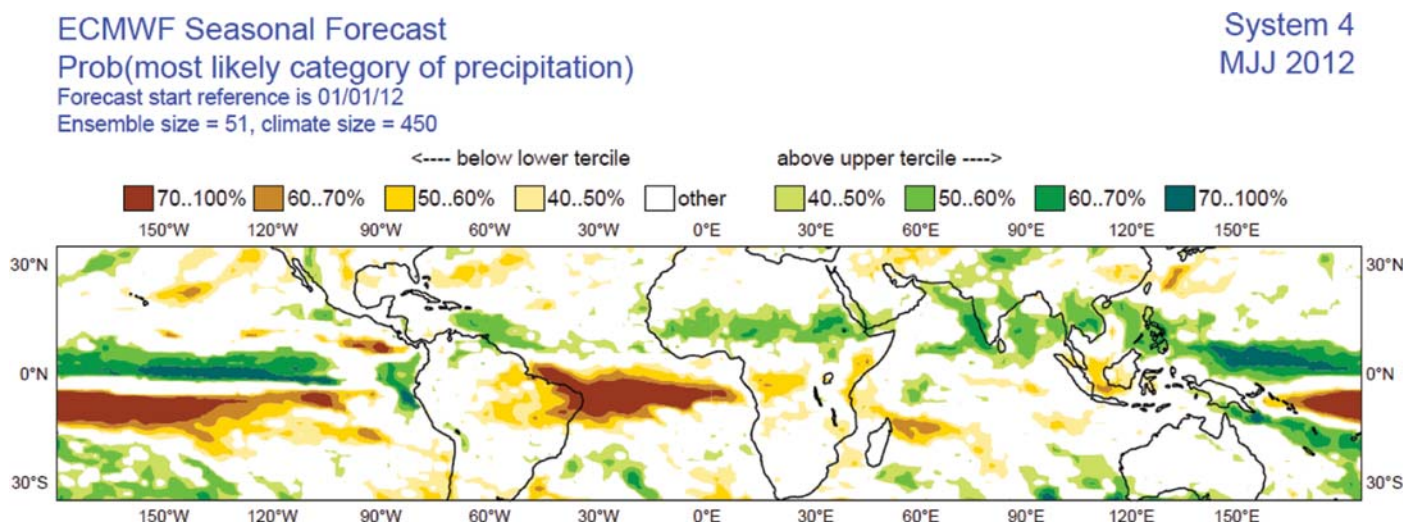 ECMWF Seasonal Forecast
System 4
Prob(most likely category of precipitation)
MJJ 2012
Forecast start reference is 01/01/12
Ensemble size = 51, climate size = 450
<---- below lower tercile above upper tercile ---->
70..100% 60..70% 50..60% 40..50% other 40..50% 50..60% 60..70% 70..100%
150°W 120°W 90°W 60°W 30°W 0°E 30°E 60°E 90°E 120°E 150°E
30°N 30°N
0°N 0°N
30°S 30°S
150°W 120°W 90°W 60°W 30°W 0°E 30°E 60°E 90°E 120°E 150°E